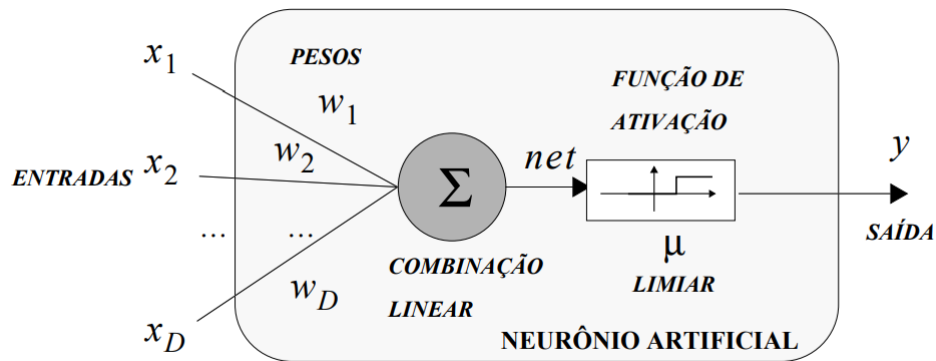 x1
PESOS
w1
FUNÇÃO DE
ATIVAÇÃO
ENTRADAS x2
w2
Σ
net
y
... ...
SAÍDA
COMBINAÇÃO
LINEAR
μ
LIMIAR
wD
xD
NEURÔNIO ARTIFICIAL